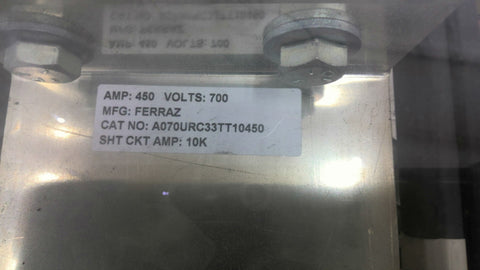 AMP: 450 VOLTS: 700
MFG: FERRAZ
CAT NO: A070URC33TT10450
SHT CKT AMP: 10K